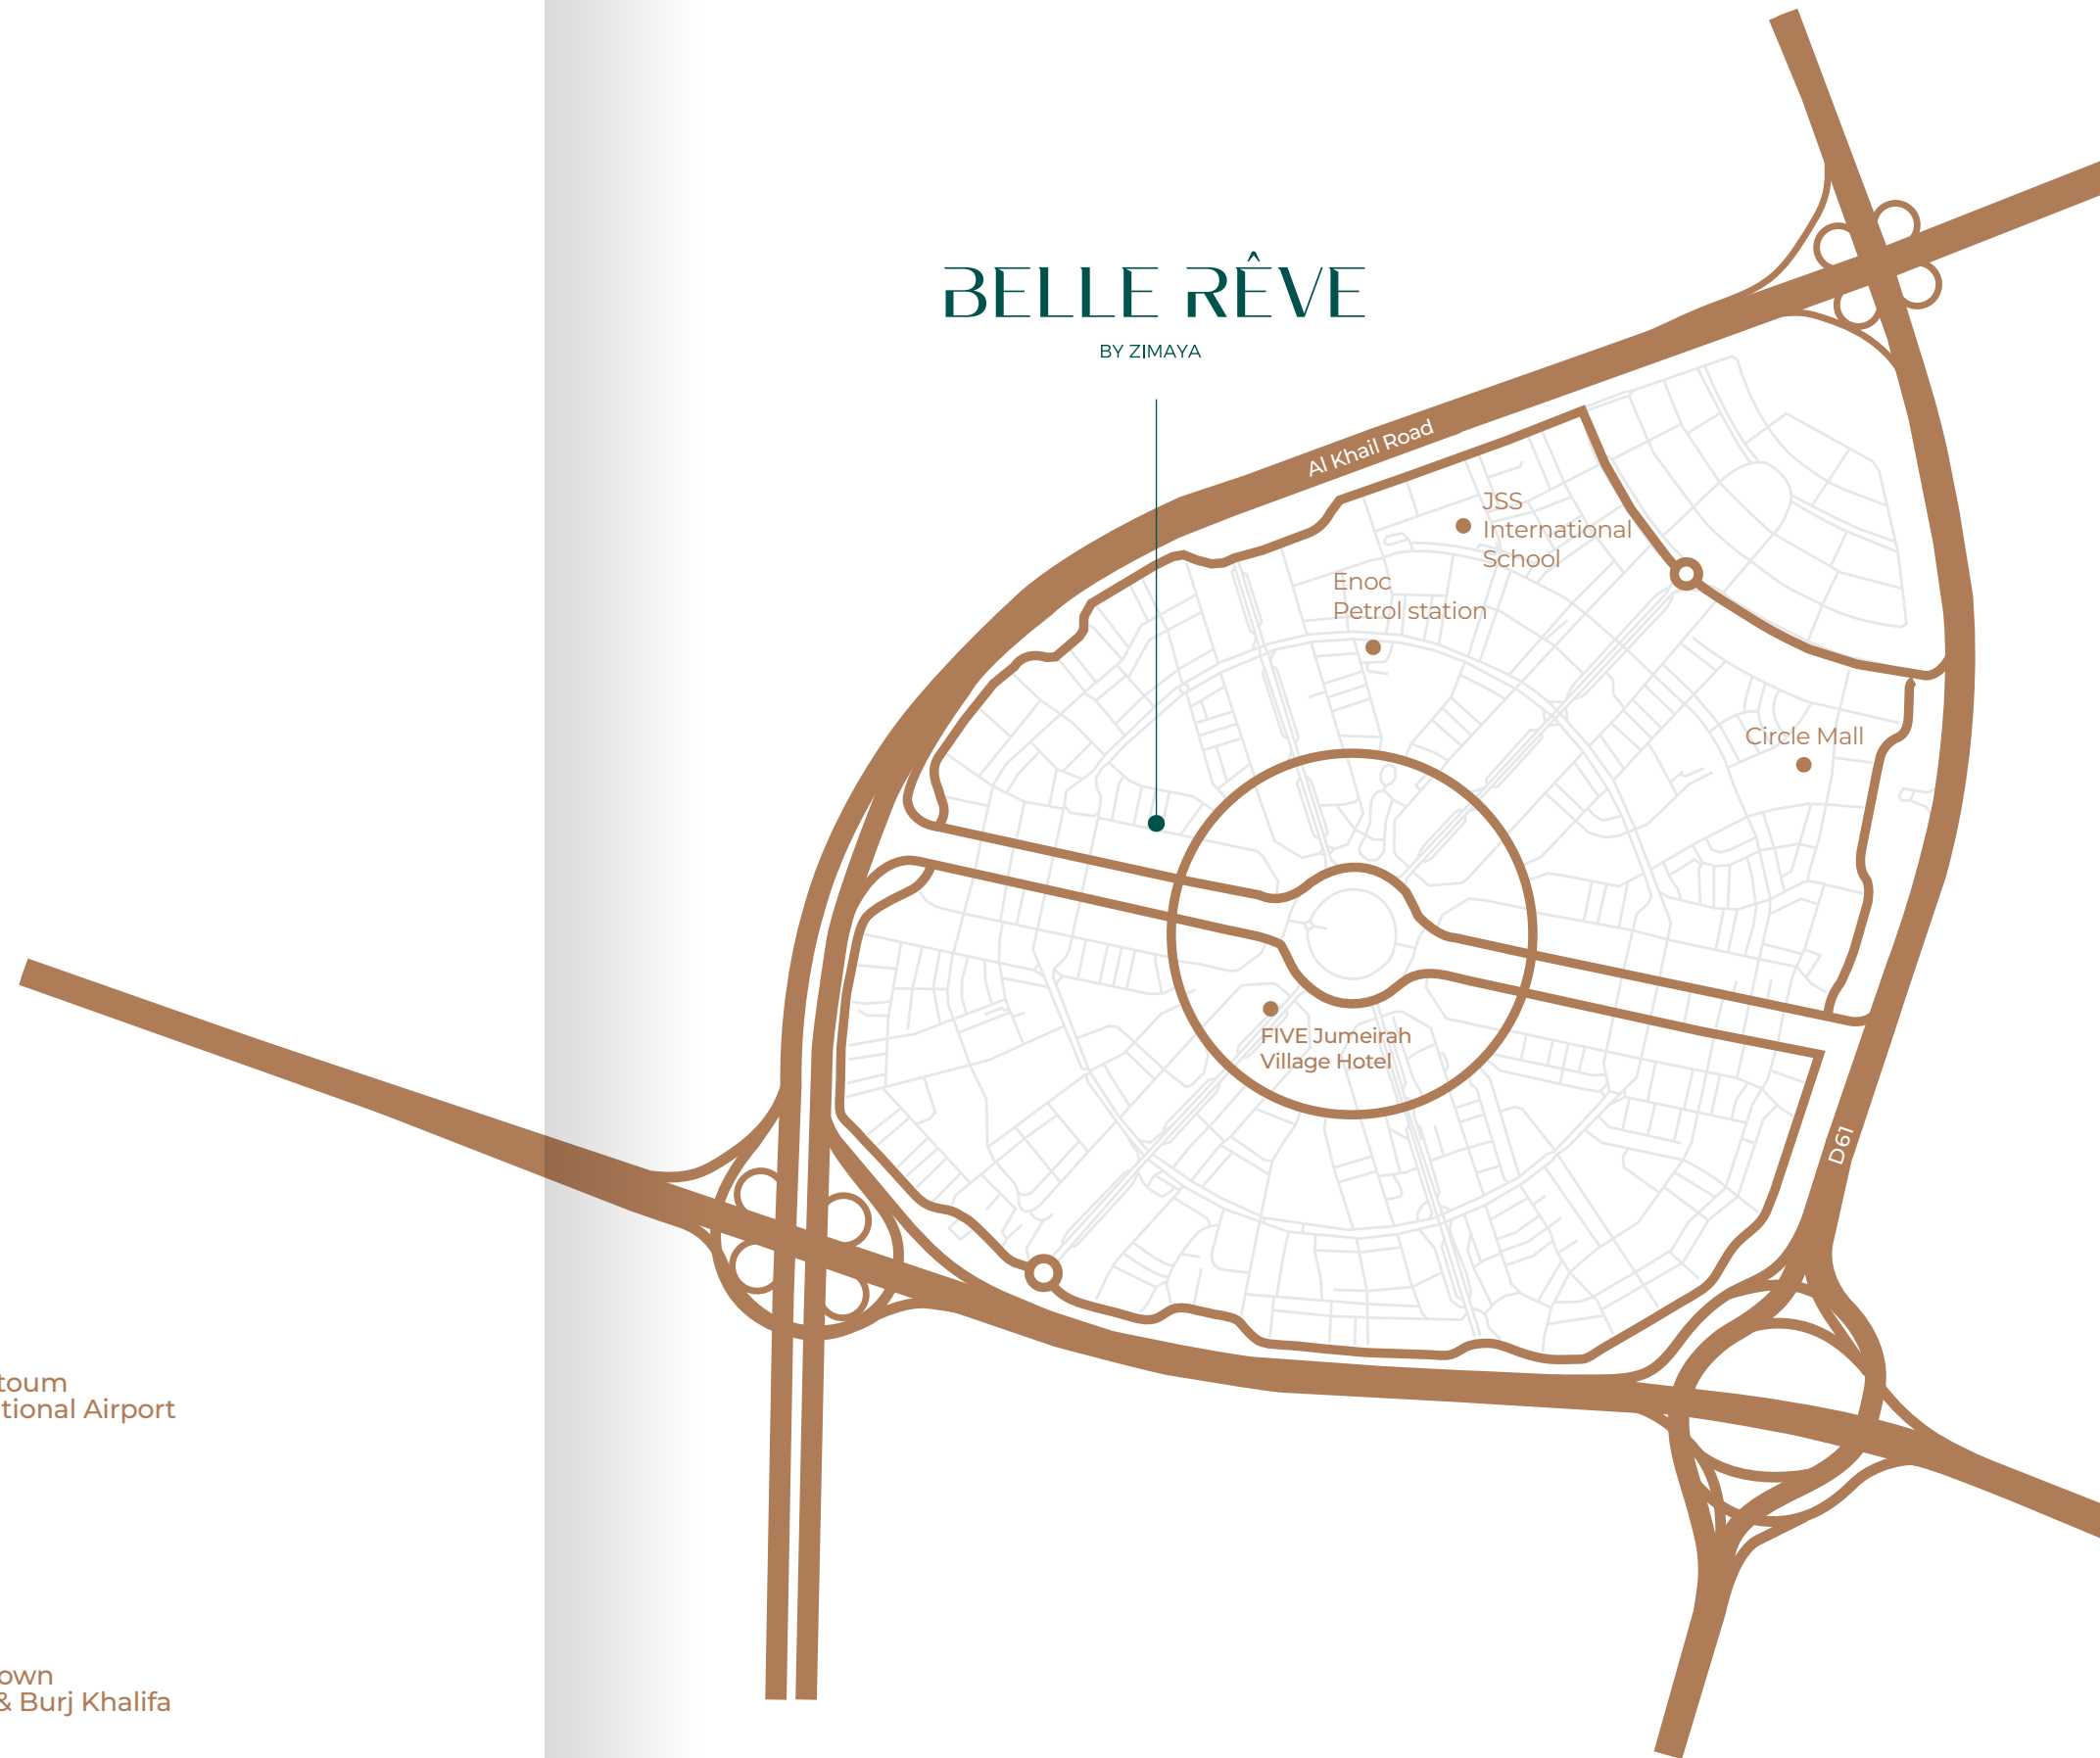 BELLE RÊVE
BY ZIMAYA
Al Khail Road
JSS
International
School
Enoc
Petrol station
Circle Mall
FIVE Jumeirah
Village Hotel
D61
toum
tional Airport
own
& Burj Khalifa